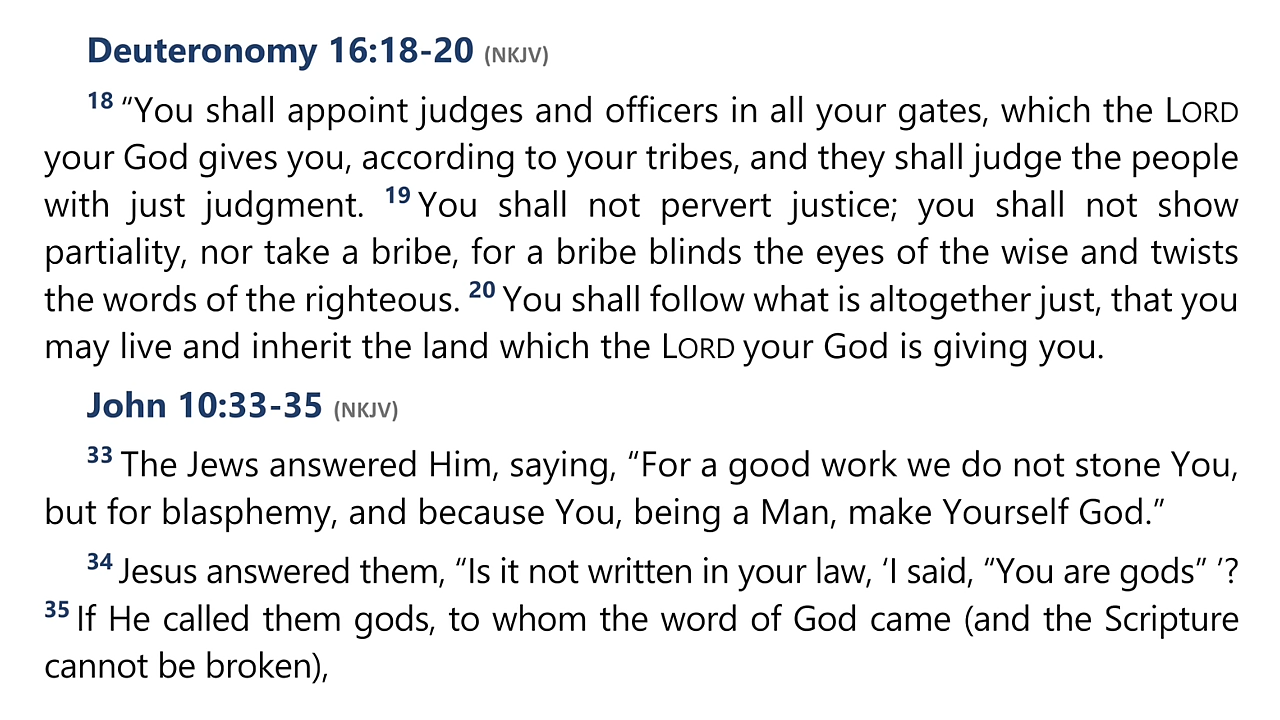 Deuteronomy 16:18-20 (NKJV)
18 “You shall appoint judges and officers in all your gates, which the LORD
your God gives you, according to your tribes, and they shall judge the people
with just judgment. 19 You shall not pervert justice; you shall not show
partiality, nor take a bribe, for a bribe blinds the eyes of the wise and twists
the words of the righteous. 20 You shall follow what is altogether just, that you
may live and inherit the land which the LORD your God is giving you.
John 10:33-35 (NKJV)
33 The Jews answered Him, saying, “For a good work we do not stone You,
but for blasphemy, and because You, being a Man, make Yourself God.”
34 Jesus answered them, “Is it not written in your law, ‘I said, “You are gods” ’?
35 If He called them gods, to whom the word of God came (and the Scripture
cannot be broken),